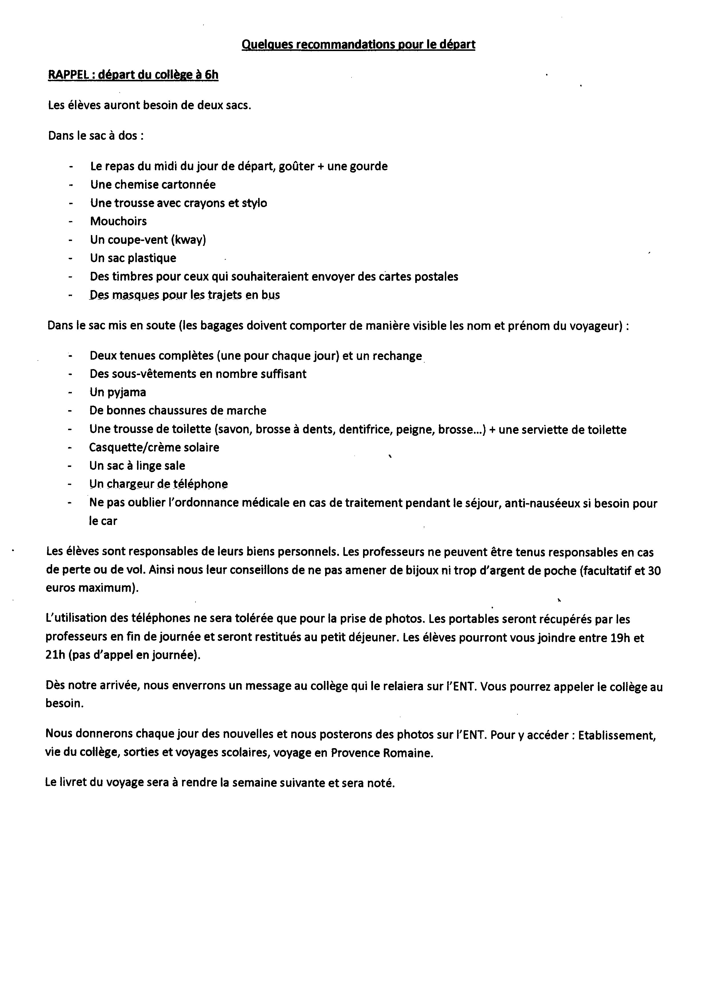 Quelques recommandations pour le départ
RAPPEL : départ du collège à 6h
Les élèves auront besoin de deux sacs.
Dans le sac à dos :
- Le repas du midi du jour de départ, goûter + une gourde
- Une chemise cartonnée
- Une trousse avec crayons et stylo
- Mouchoirs
- Un coupe-vent (kway)
- Un sac plastique
- Des timbres pour ceux qui souhaiteraient envoyer des cartes postales
- Des masques pour les trajets en bus
Dans le sac mis en soute (les bagages doivent comporter de manière visible les nom et prénom du voyageur) :
- Deux tenues complètes (une pour chaque jour) et un rechange
- Des sous-vêtements en nombre suffisant
- Un pyjama
- De bonnes chaussures de marche
- Une trousse de toilette (savon, brosse à dents, dentifrice, peigne, brosse...) + une serviette de toilette
- Casquette/crème solaire
- Un sac à linge sale
- Un chargeur de téléphone
- Ne pas oublier l'ordonnance médicale en cas de traitement pendant le séjour, anti-nauséeux si besoin pour
le car
Les élèves sont responsables de leurs biens personnels. Les professeurs ne peuvent être tenus responsables en cas
de perte ou de vol. Ainsi nous leur conseillons de ne pas amener de bijoux ni trop d'argent de poche (facultatif et 30
euros maximum).
L'utilisation des téléphones ne sera tolérée que pour la prise de photos. Les portables seront récupérés par les
professeurs en fin de journée et seront restitués au petit déjeuner. Les élèves pourront vous joindre entre 19h et
21h (pas d'appel en journée).
Dès notre arrivée, nous enverrons un message au collège qui le relaiera sur l'ENT. Vous pourrez appeler le collège au
besoin.
Nous donnerons chaque jour des nouvelles et nous posterons des photos sur l'ENT. Pour y accéder : Etablissement,
vie du collège, sorties et voyages scolaires, voyage en Provence Romaine.
Le livret du voyage sera à rendre la semaine suivante et sera noté.